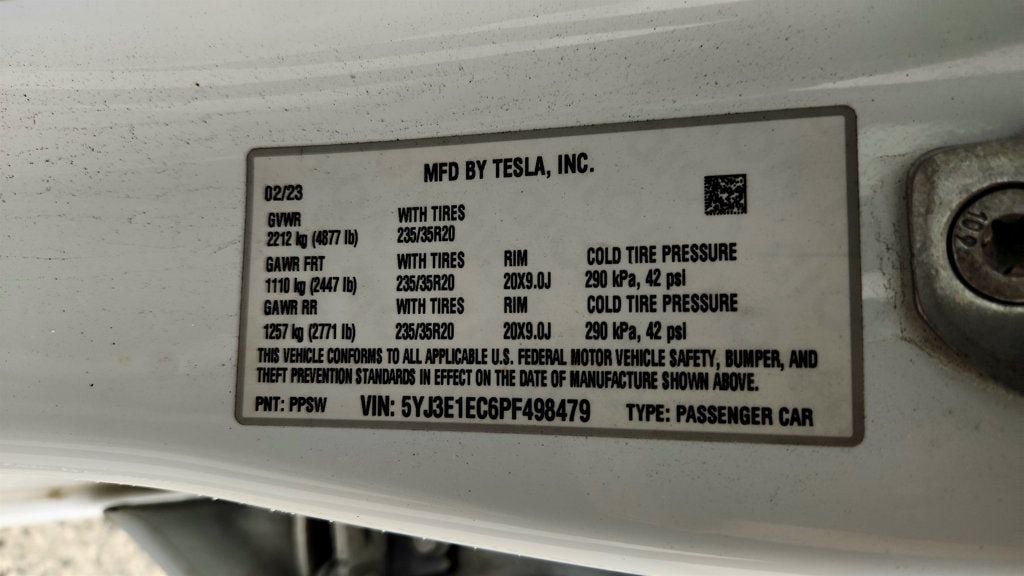 MFD BY TESLA, INC.
02/23
GVWR WITH TIRES
2212 kg (4877 lb) 235/35R20
GAWR FRT WITH TIRES RIM COLD TIRE PRESSURE
1110 kg (2447 lb) 235/35R20 20X9.0J 290 kPa, 42 psi
GAWR RR WITH TIRES RIM COLD TIRE PRESSURE
1257 kg (2771 lb) 235/35R20 20X9.0J 290 kPa, 42 psi
THIS VEHICLE CONFORMS TO ALL APPLICABLE U.S. FEDERAL MOTOR VEHICLE SAFETY, BUMPER, AND
THEFT PREVENTION STANDARDS IN EFFECT ON THE DATE OF MANUFACTURE SHOWN ABOVE.
PNT: PPSW VIN: 5YJ3E1EC6PF498479 TYPE: PASSENGER CAR
10.9